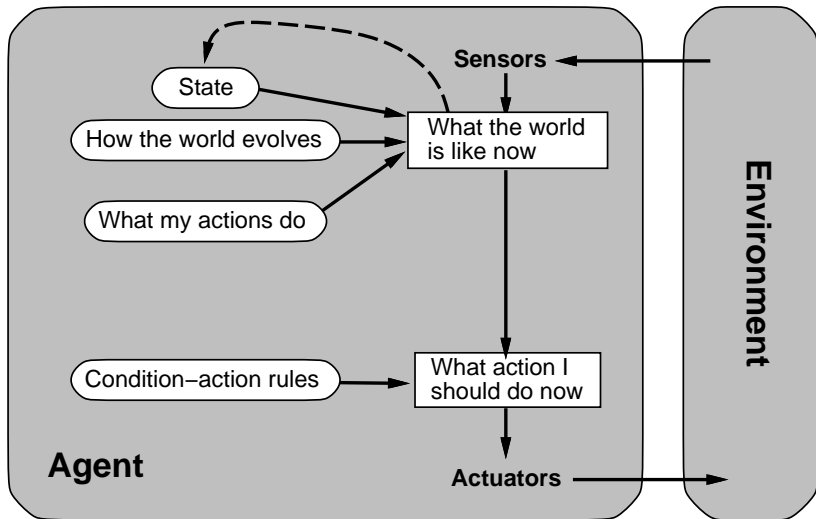 Sensors
State
What the world
is like now
How the world evolves
What my actions do
Environment
What action I
should do now
Condition−action rules
Agent
Actuators